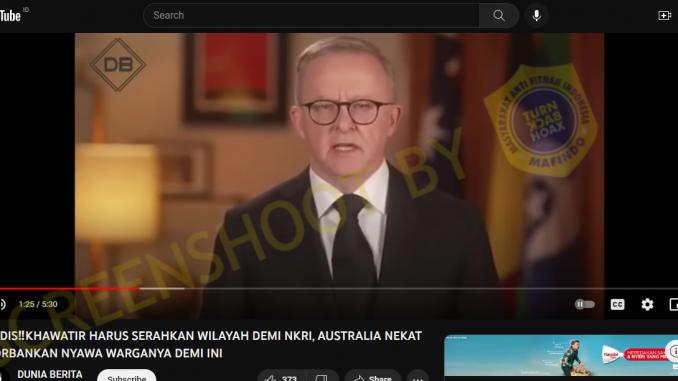 Tube ID
Search
DB
MASYARAKAT ANTI FITNAH INDONESIA
TURN BACK HOAX
MAFINDO
SCREENSHOOT BY
1:25 / 5:30
CC
DIS‼KHAWATIR HARUS SERAHKAN WILAYAH DEMI NKRI, AUSTRALIA NEKAT
ORBANKAN NYAWA WARGANYA DEMI INI
DUNIA BERITA
Subscribe
373
Share
MEREDAKAN